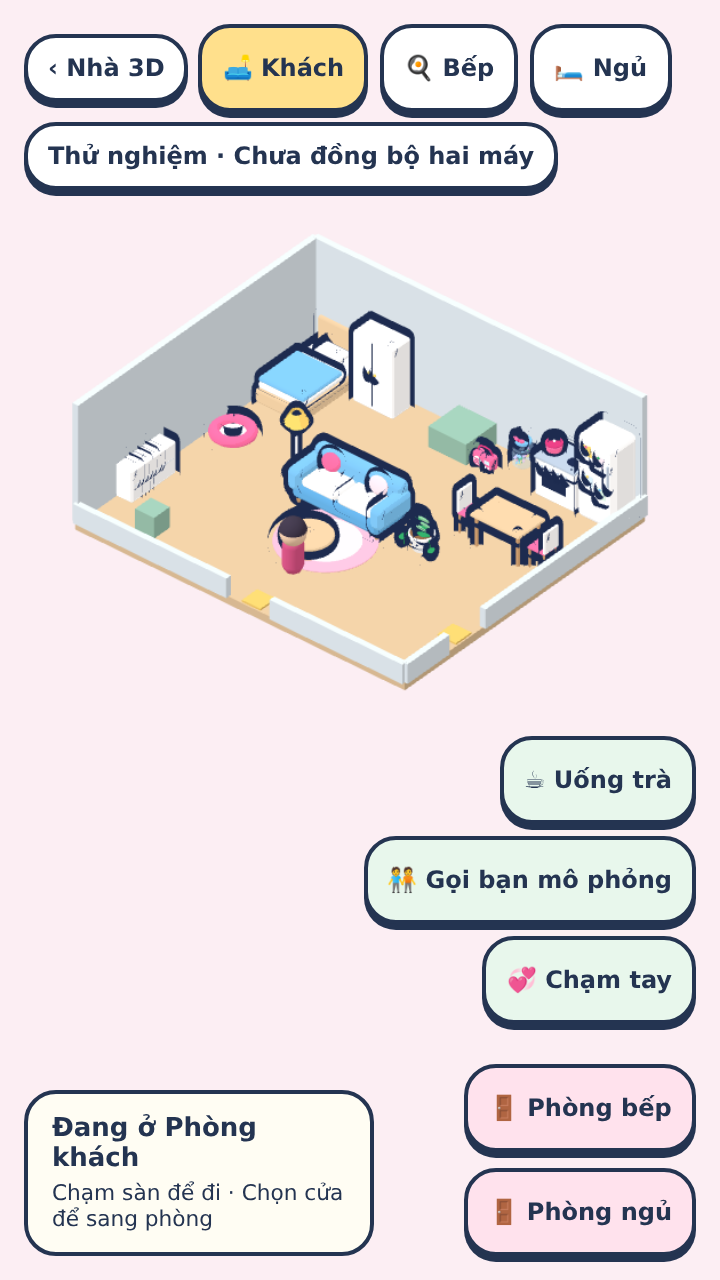 ‹ Nhà 3D
🛋️ Khách
🍳 Bếp
🛏️ Ngủ
Thử nghiệm · Chưa đồng bộ hai máy
☕ Uống trà
🧑‍🤝‍🧑 Gọi bạn mô phỏng
💞 Chạm tay
🚪 Phòng bếp
Đang ở Phòng
khách
Chạm sàn để đi · Chọn cửa
để sang phòng
🚪 Phòng ngủ